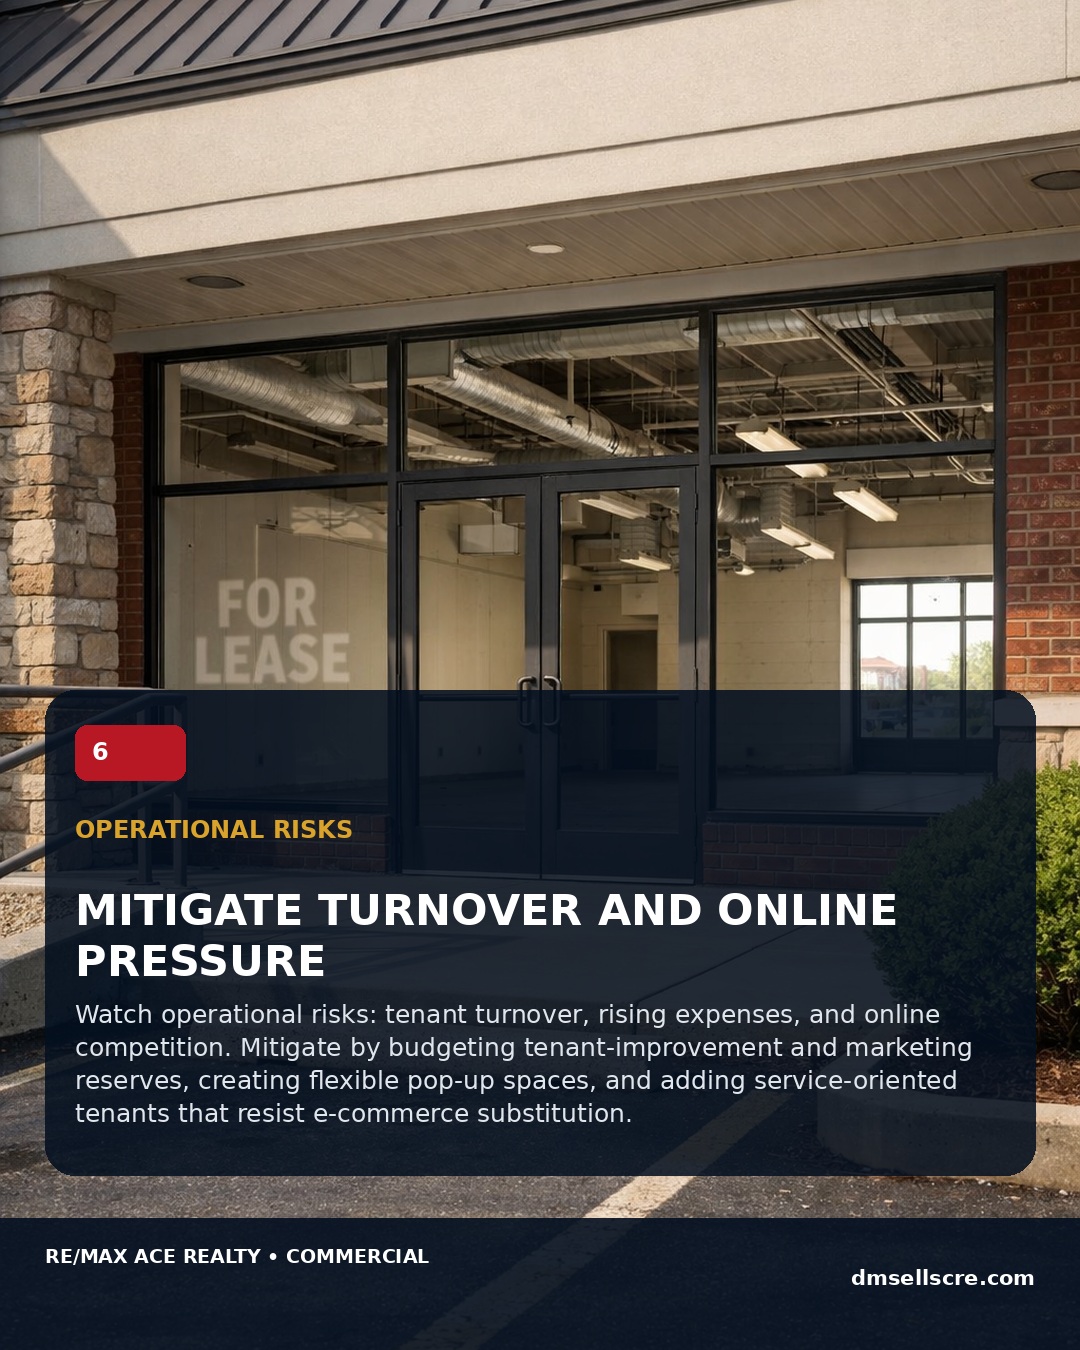 FOR
LEASE
6
OPERATIONAL RISKS
MITIGATE TURNOVER AND ONLINE
PRESSURE
Watch operational risks: tenant turnover, rising expenses, and online
competition. Mitigate by budgeting tenant-improvement and marketing
reserves, creating flexible pop-up spaces, and adding service-oriented
tenants that resist e-commerce substitution.
RE/MAX ACE REALTY • COMMERCIAL
dmsellscre.com